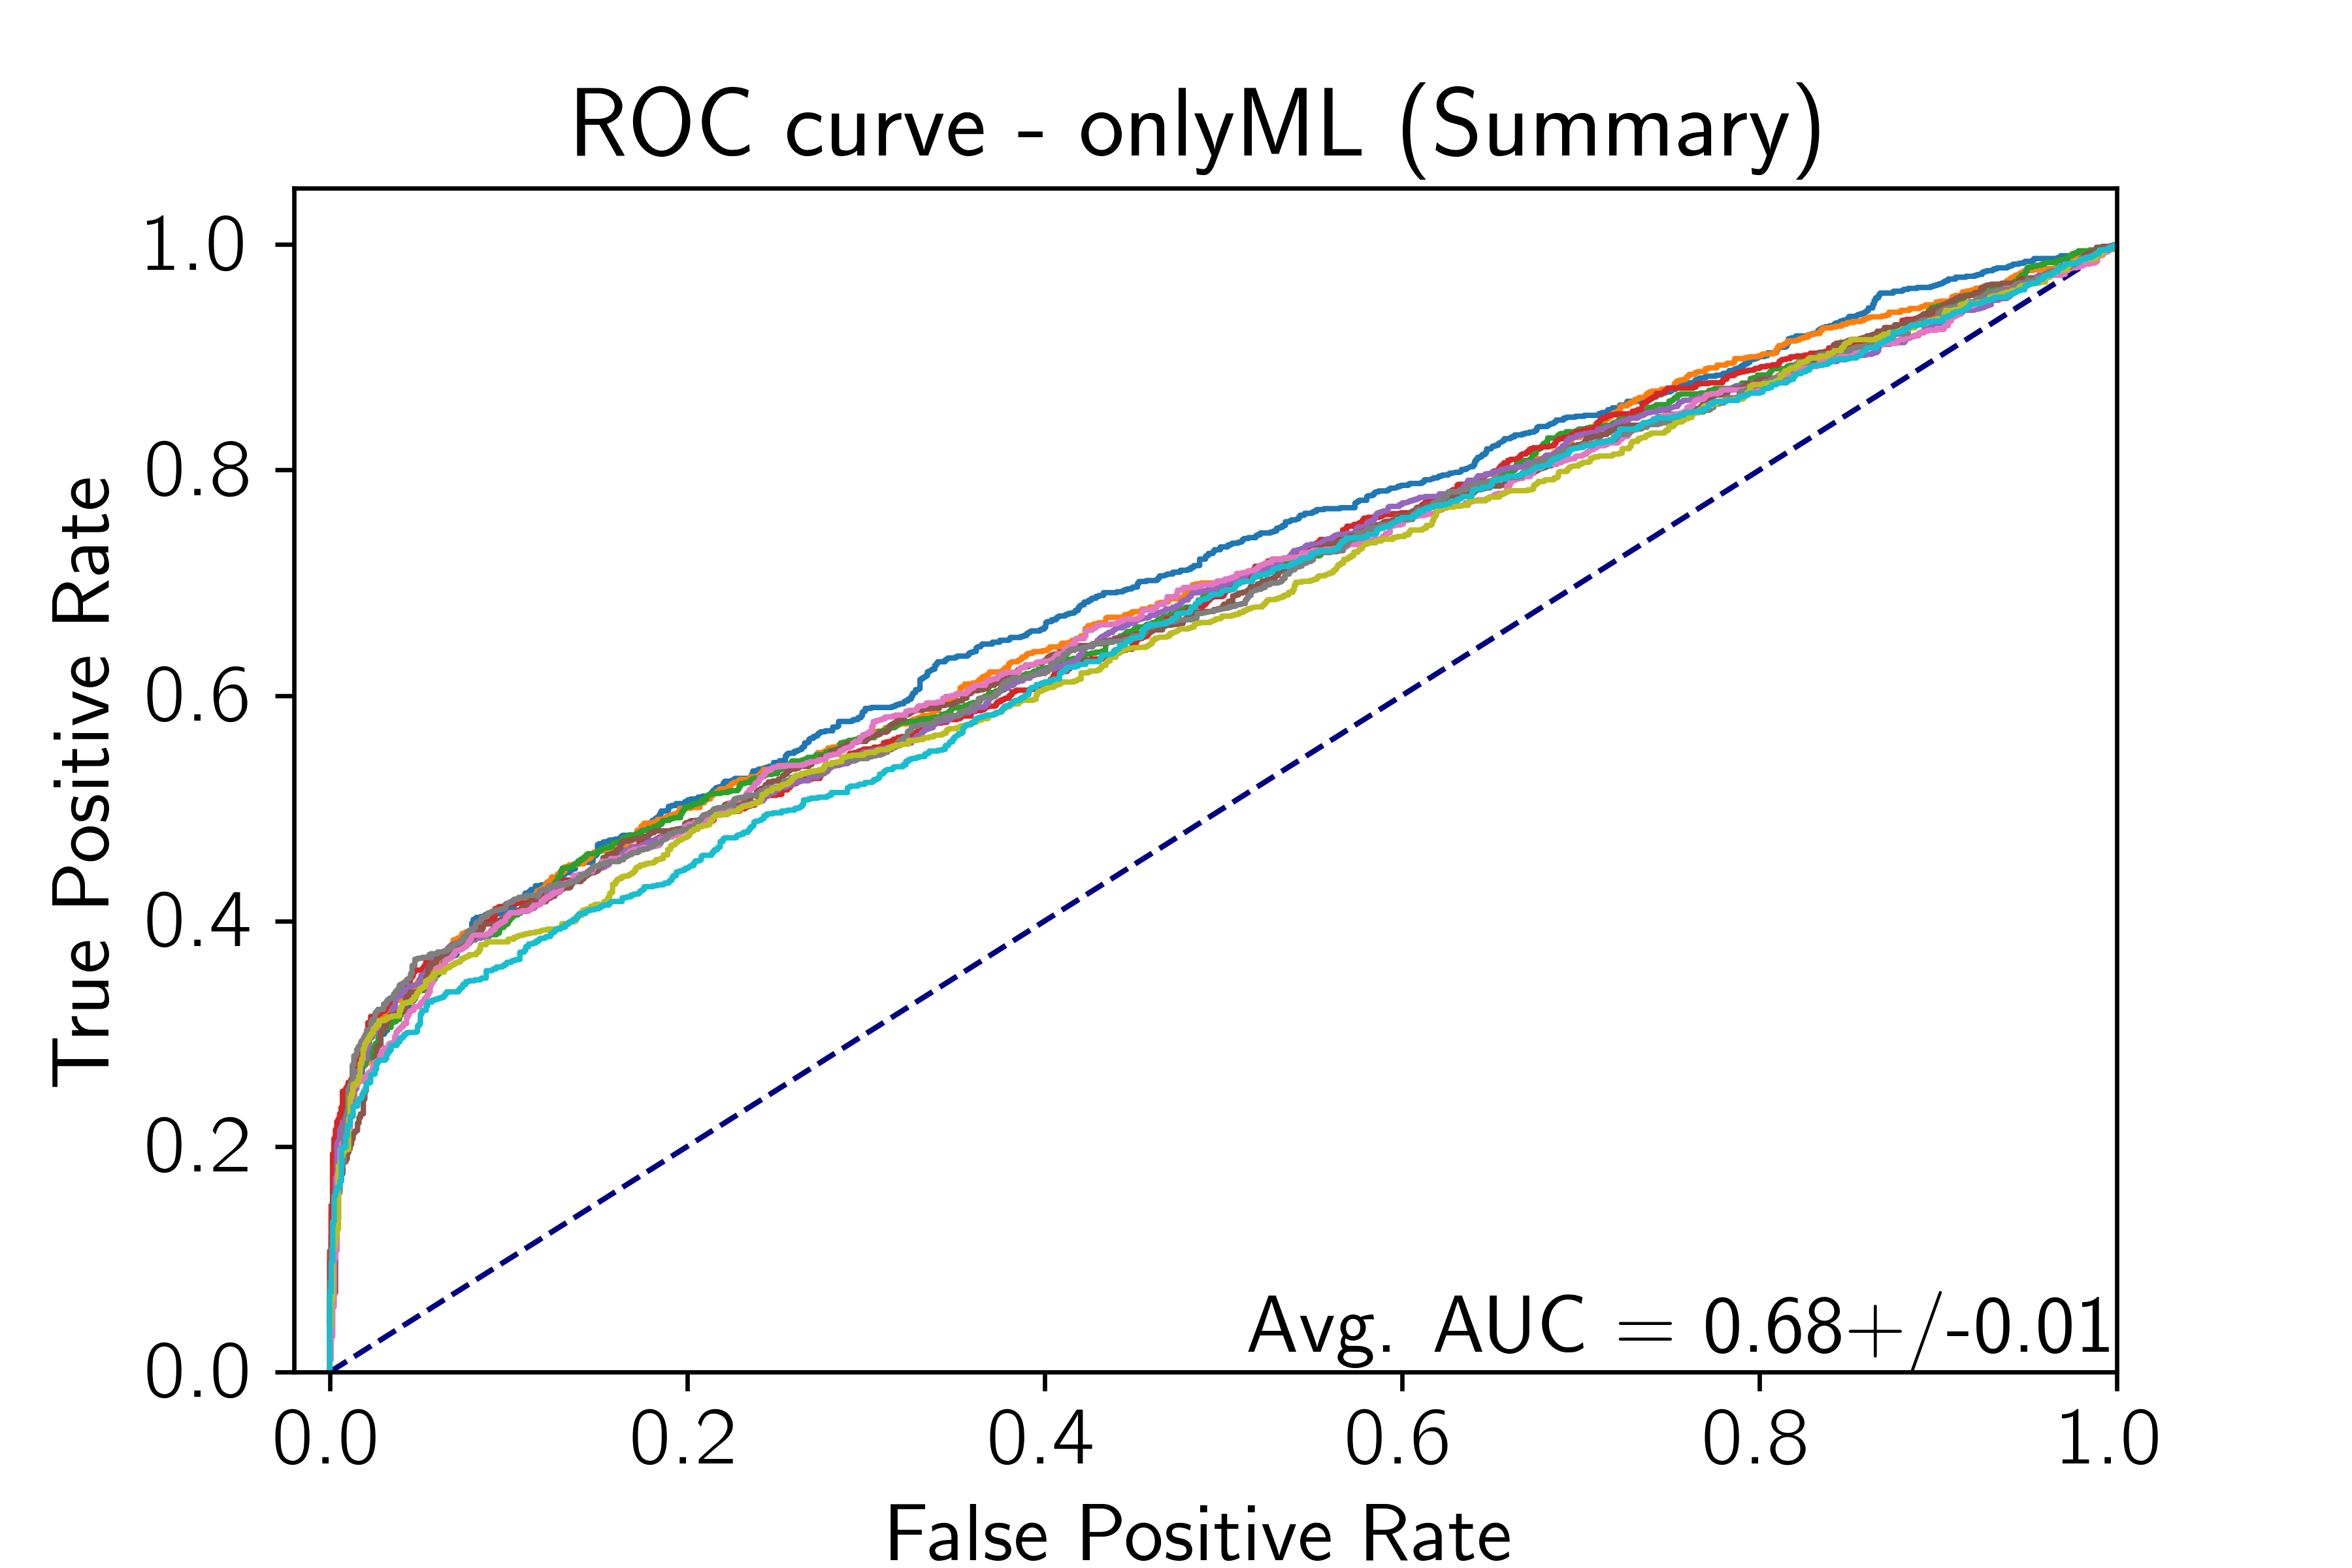 ROC curve - onlyML (Summary)
True Positive Rate
1.0
0.8
0.6
0.4
0.2
0.0
Avg. AUC = 0.68+/-0.01
0.0 0.2 0.4 0.6 0.8 1.0
False Positive Rate